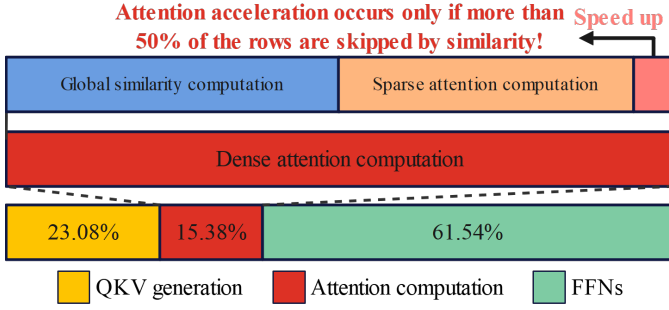 Attention acceleration occurs only if more than
50% of the rows are skipped by similarity!
Speed up
Global similarity computation
Sparse attention computation
Dense attention computation
23.08%
15.38%
61.54%
QKV generation
Attention computation
FFNs